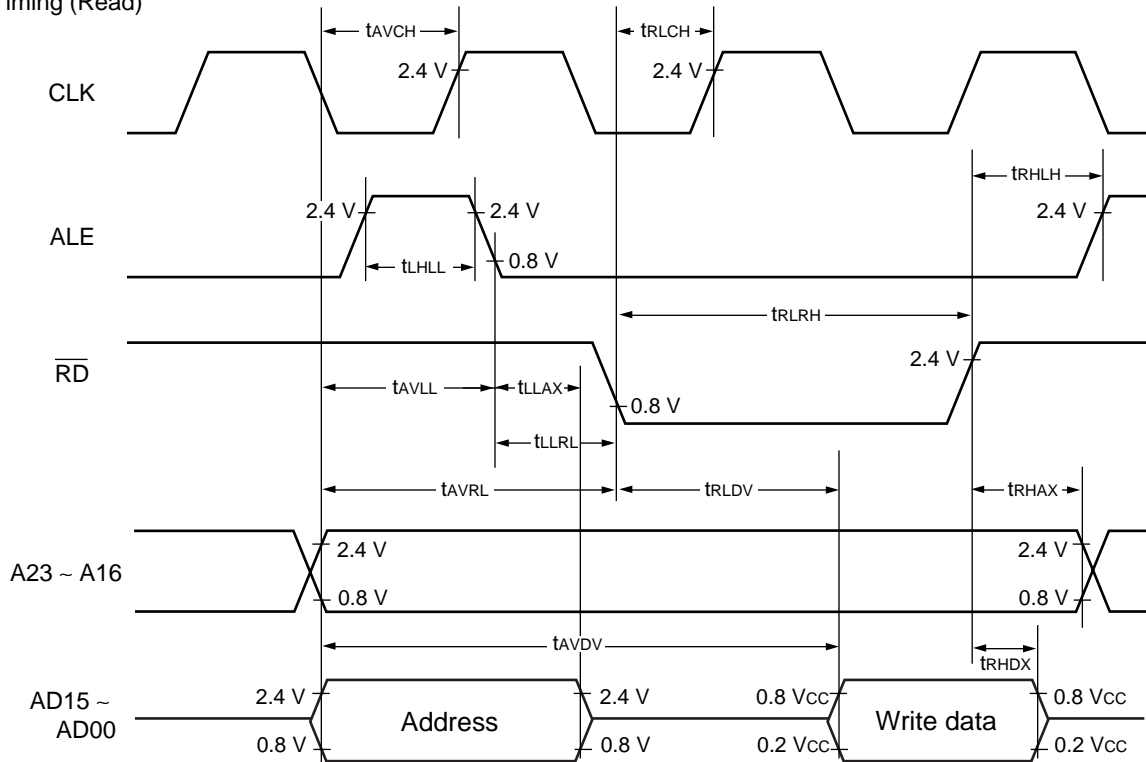 iming (Read)
tAVCH
tRLCH
2.4 V
2.4 V
CLK
tRHLH
2.4 V
2.4 V
2.4 V
ALE
0.8 V
tLHLL
tRLRH
2.4 V
RD
tAVLL
tLLAX
0.8 V
tLLRL
tAVRL
tRLDV
tRHAX
2.4 V
2.4 V
A23 ~ A16
0.8 V
0.8 V
tAVDV
tRHDX
AD15 ~
AD00
2.4 V
2.4 V
0.8 VCC
0.8 VCC
Address
Write data
0.8 V
0.8 V
0.2 VCC
0.2 VCC